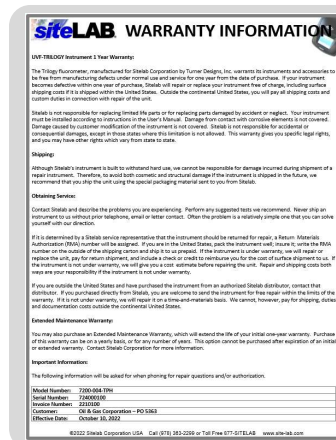 siteLAB WARRANTY INFORMATION
UVF-TRILOGY Instrument 1 Year Warranty:
The Trilogy fluorometer, manufactured for Sitelab Corporation by Turner Designs, Inc. warrants its instruments and accessories to
be free from manufacturing defects under normal use and service for one year from the date of purchase. If your instrument
becomes defective within one year of purchase, Sitelab will repair or replace your instrument free of charge, including surface
shipping costs if it is shipped within the United States. Outside the continental United States, you will pay all shipping costs and
custom duties in connection with repair of the unit.
Sitelab is not responsible for replacing limited life parts or for replacing parts damaged by accident or neglect. Your instrument
must be installed according to instructions in the User's Manual. Damage from contact with corrosive elements is not covered.
Damage caused by customer modification of the instrument is not covered. Sitelab is not responsible for accidental or
consequential damages, except in those states where this limitation is not allowed. This warranty gives you specific legal rights,
and you may have other rights which vary from state to state.
Shipping:
Although Sitelab's instrument is built to withstand hard use, we cannot be responsible for damage incurred during shipment of a
repair instrument. Therefore, to avoid both cosmetic and structural damage if the instrument is shipped in the future, we
recommend that you ship the unit using the special packaging material sent to you from Sitelab.
Obtaining Service:
Contact Sitelab and describe the problems you are experiencing. Perform any suggested tests we recommend. Never ship an
instrument to us without prior telephone, email or letter contact. Often the problem is a relatively simple one that you can solve
yourself with our direction.
If it is determined by a Sitelab service representative that the instrument should be returned for repair, a Return Materials
Authorization (RMA) number will be assigned. If you are in the United States, pack the instrument well; insure it; write the RMA
number on the outside of the shipping carton and ship it to us prepaid. If the instrument is under warranty, we will repair or
replace the unit, pay for return shipment, and include a check or credit to reimburse you for the cost of surface shipment to us. If
the instrument is not under warranty, we will give you a cost estimate before repairing the unit. Repair and shipping costs both
ways are your responsibility if the instrument is not under warranty.
If you are outside the United States and have purchased the instrument from an authorized Sitelab distributor, contact that
distributor. If you purchased directly from Sitelab, you are welcome to send the instrument for free repair within the limits of the
warranty. If it is not under warranty, we will repair it on a time-and-materials basis. We cannot, however, pay for shipping, duties
and documentation costs outside the continental United States.
Extended Maintenance Warranty:
You may also purchase an Extended Maintenance Warranty, which will extend the life of your initial one-year warranty. Purchase
of this warranty can be on a yearly basis, or for any number of years. This option cannot be purchased after expiration of an initial
or extended warranty. Contact Sitelab Corporation for more information.
Important Information:
The following information will be asked for when phoning for repair questions and/or authorization.
Model Number: 7200-004-TPH
Serial Number: 724000100
Invoice Number: 2210100
Customer: Oil & Gas Corporation – PO 5363
Effective Date: October 10, 2022
©2022 Sitelab Corporation USA Call (978) 363-2299 or Toll Free 877-SITELAB www.site-lab.com